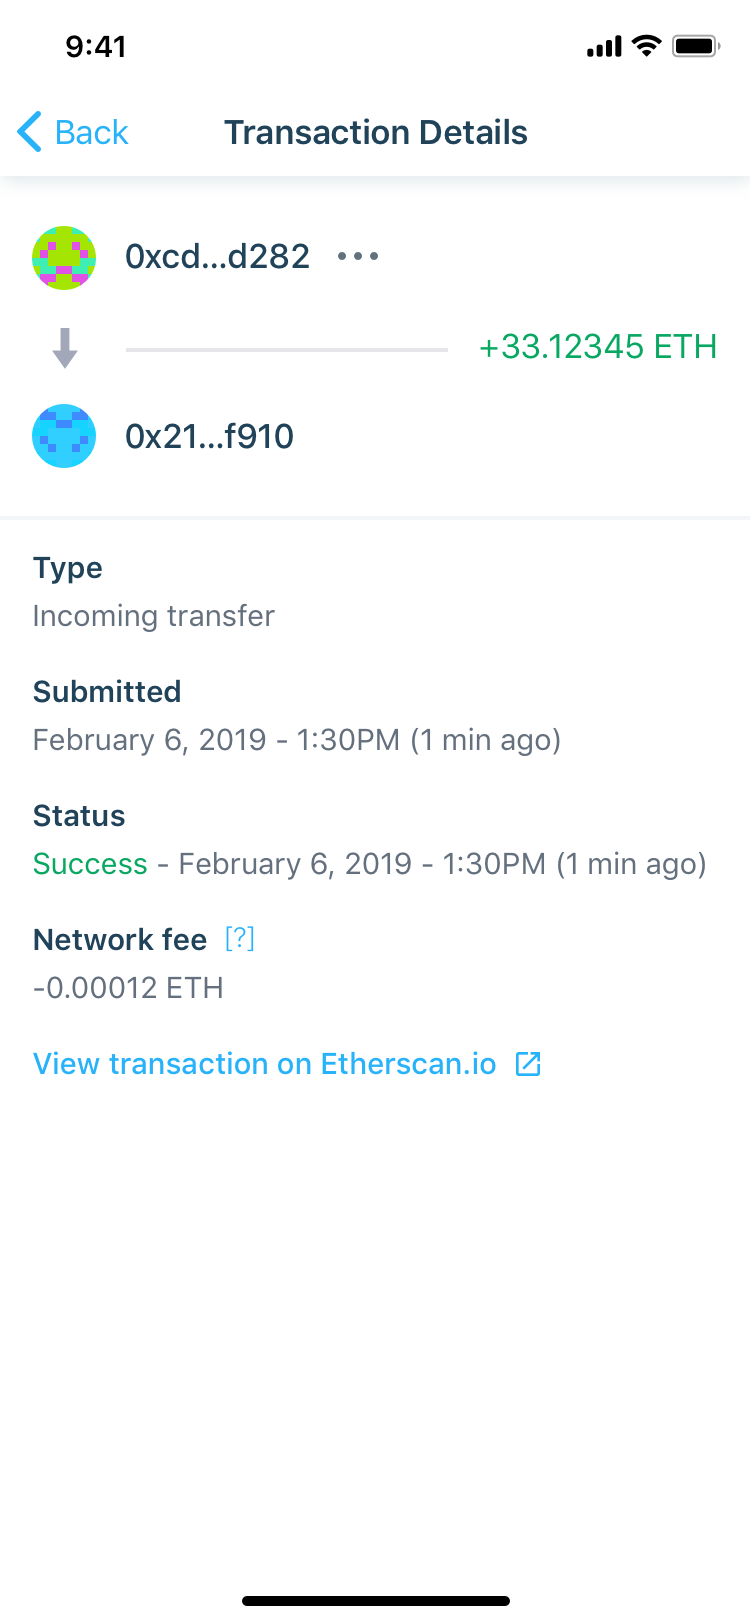 9:41
Back
Transaction Details
0xcd...d282
+33.12345 ETH
0x21...f910
Type
Incoming transfer
Submitted
February 6, 2019 - 1:30PM (1 min ago)
Status
Success - February 6, 2019 - 1:30PM (1 min ago)
Network fee [?]
-0.00012 ETH
View transaction on Etherscan.io